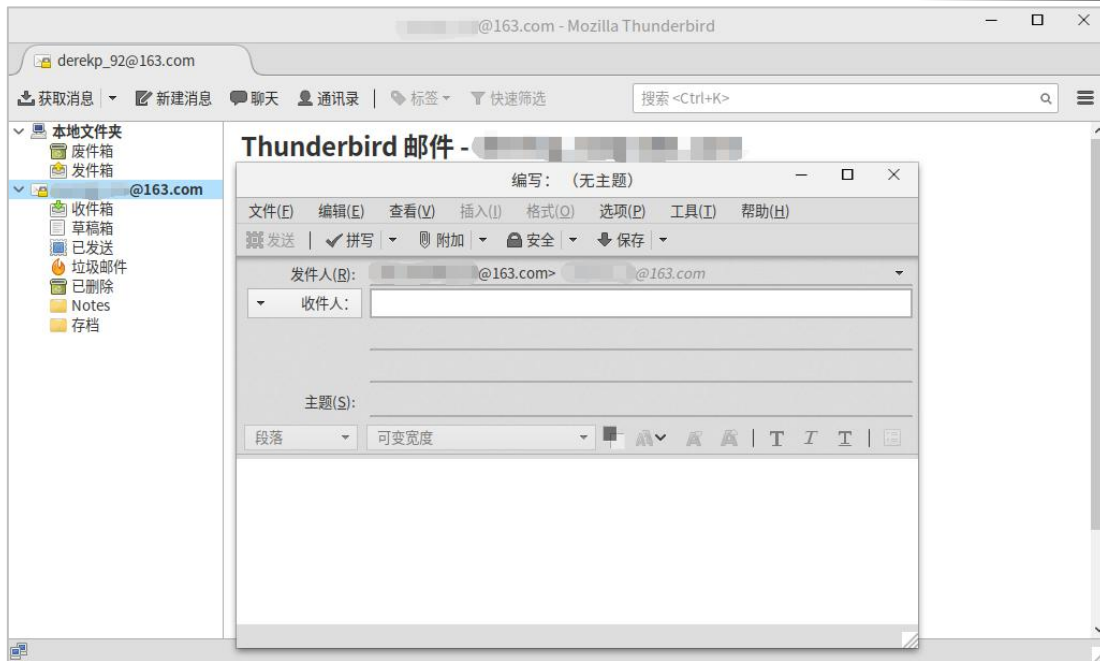 @163.com - Mozilla Thunderbird
derekp_92@163.com
获取消息 新建消息 聊天 通讯录 标签 快速筛选 搜索 <Ctrl+K>
本地文件夹
废件箱
发件箱
@163.com
收件箱
草稿箱
已发送
垃圾邮件
已删除
Notes
存档
Thunderbird 邮件 -
编写： （无主题）
文件(F) 编辑(E) 查看(V) 插入(I) 格式(O) 选项(P) 工具(T) 帮助(H)
发送 拼写 附加 安全 保存
发件人(R): @163.com> @163.com
收件人:
主题(S):
段落 可变宽度